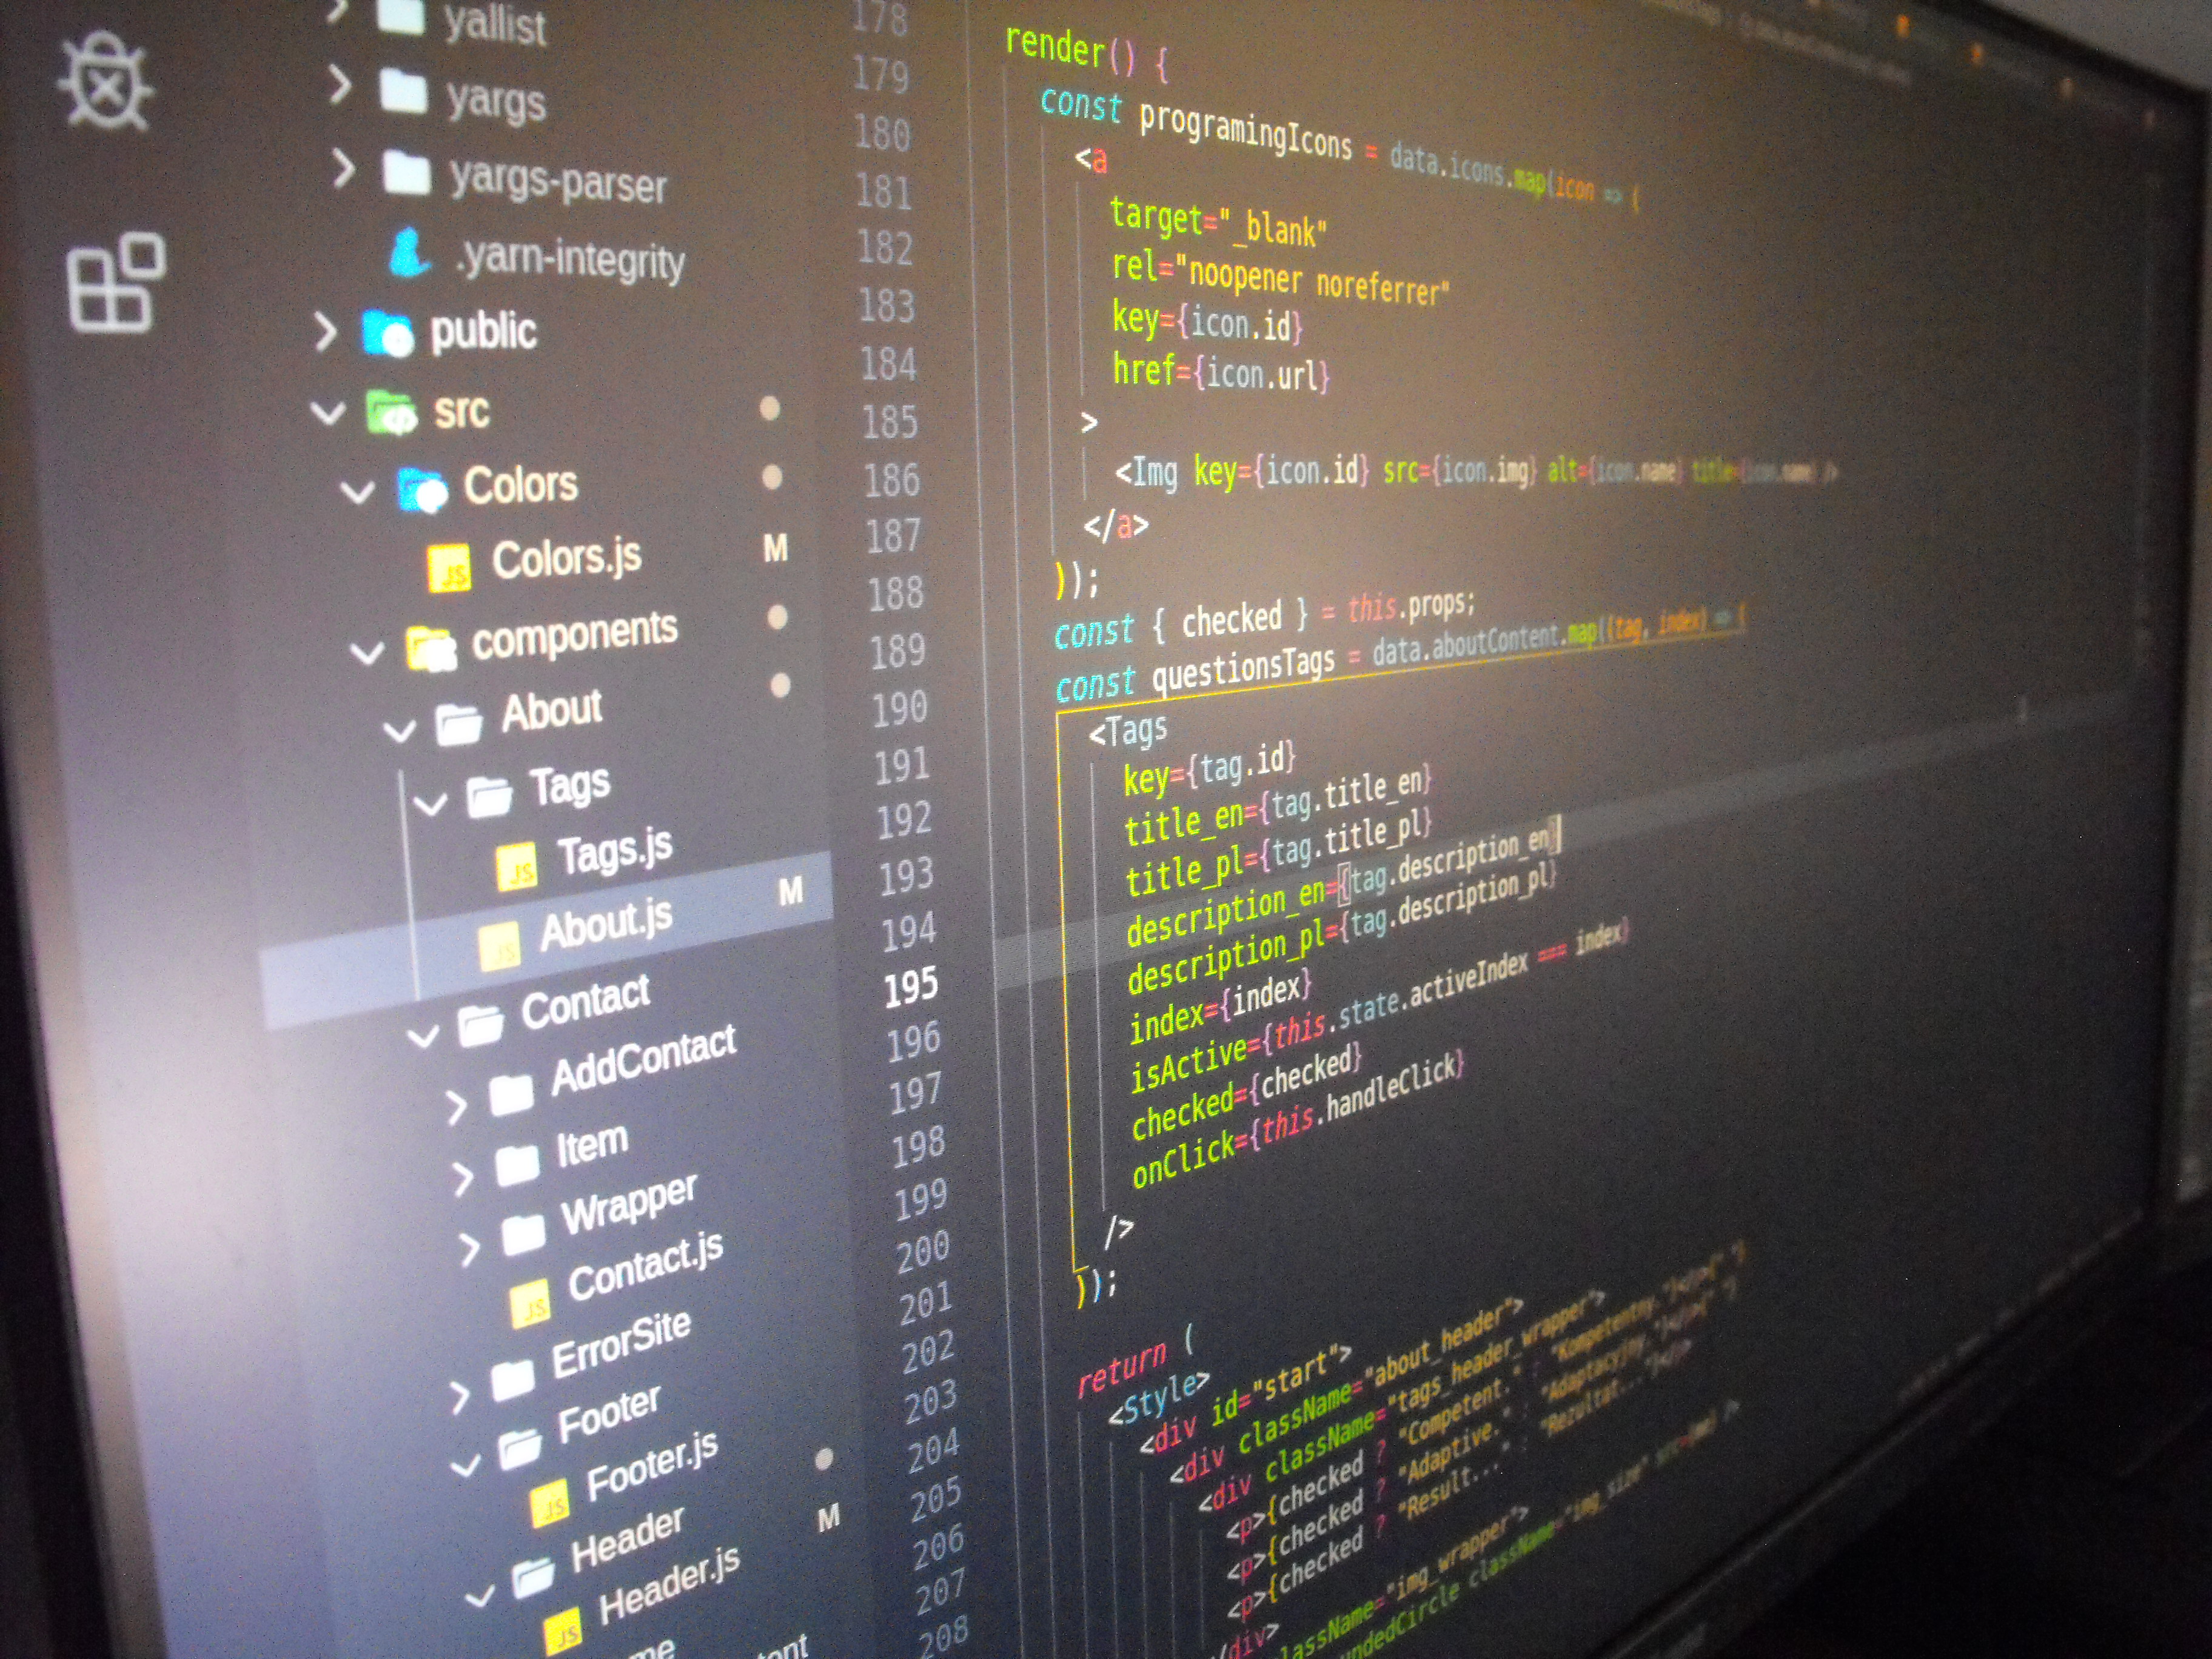 yallist
yargs
yargs-parser
.yarn-integrity
public
src
Colors
JS Colors.js M
components
About
Tags
JS Tags.js
JS About.js M
Contact
AddContact
Item
Wrapper
JS Contact.js
ErrorSite
Footer
JS Footer.js
Header
JS Header.js M
178
179
180
181
182
183
184
185
186
187
188
189
190
191
192
193
194
195
196
197
198
199
200
201
202
203
204
205
206
207
208
render() {
const programingIcons = data.icons.map(icon => (
<a
target="_blank"
rel="noopener noreferrer"
key={icon.id}
href={icon.url}
>
<Img key={icon.id} src={icon.img} alt={icon.name} title={icon.name} />
</a>
));
const { checked } = this.props;
const questionsTags = data.aboutContent.map((tag, index) => (
<Tags
key={tag.id}
title_en={tag.title_en}
title_pl={tag.title_pl}
description_en={tag.description_en}
description_pl={tag.description_pl}
index={index}
isActive={this.state.activeIndex === index}
checked={checked}
onClick={this.handleClick}
/>
));
return (
<Style>
<div id="start">
<div className="about_header">
<div className="tags_header_wrapper">
<p>{checked ? "Competent." : "Kompetentny."}</p>{" "}
<p>{checked ? "Adaptive." : "Adaptacyjny."}</p>{" "}
<p>{checked ? "Result..." : "Rezultat..."}</p>
</div>
className="img_wrapper">
className="img_size"